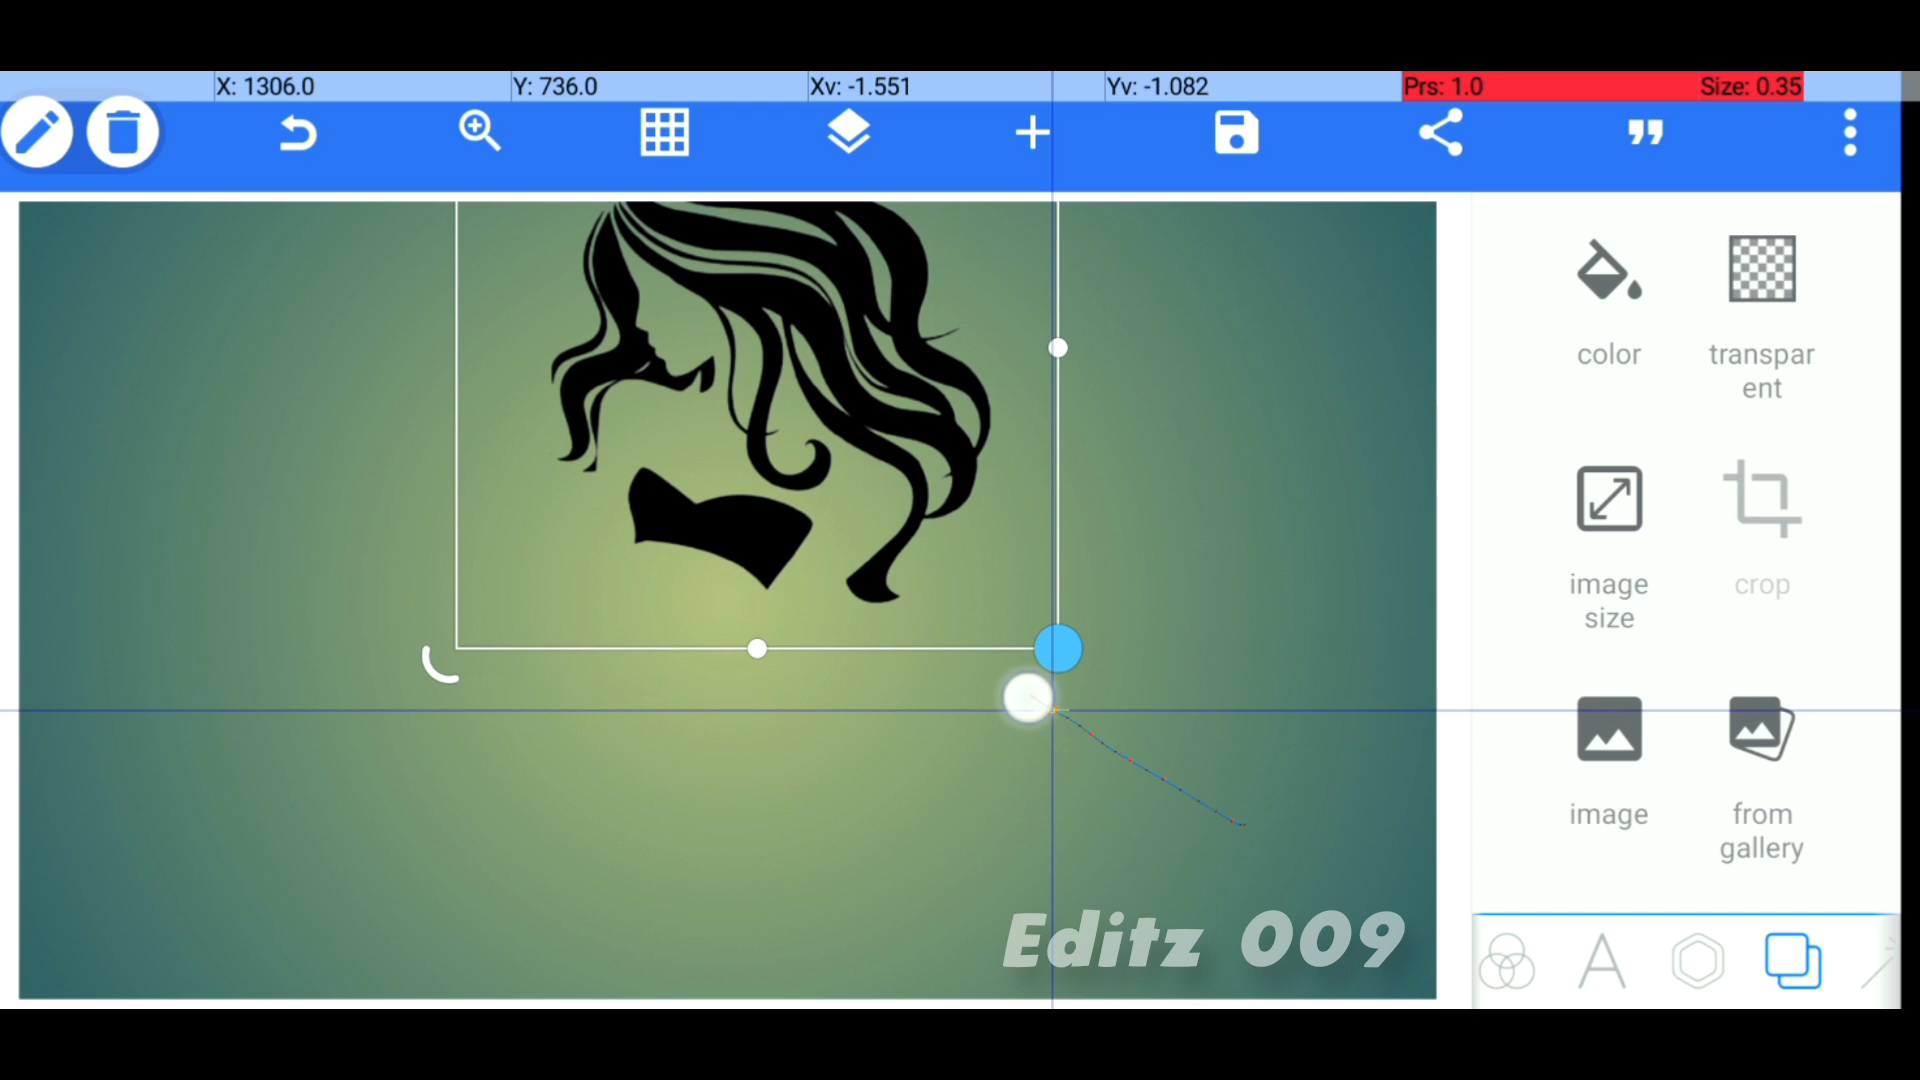 X: 1306.0 Y: 736.0 Xv: -1.551 Yv: -1.082 Prs: 1.0 Size: 0.35
color
transpar
ent
image
size
crop
image
from
gallery
Editz 009